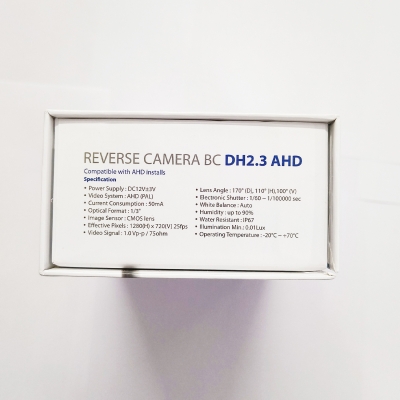 REVERSE CAMERA BC DH2.3 AHD
Compatible with AHD installs
Specification
• Power Supply : DC12V±3V
• Video System : AHD (PAL)
• Current Consumption : 50mA
• Optical Format : 1/3"
• Image Sensor : CMOS lens
• Effective Pixels : 1280(H) x 720(V) 25fps
• Video Signal : 1.0 Vp-p / 75ohm
• Lens Angle : 170° (D), 110° (H),100° (V)
• Electronic Shutter : 1/60 ~ 1/100000 sec
• White Balance : Auto
• Humidity : up to 90%
• Water Resistant : IP67
• Illumination Min.: 0.01Lux
• Operating Temperature : -20°C ~ +70°C